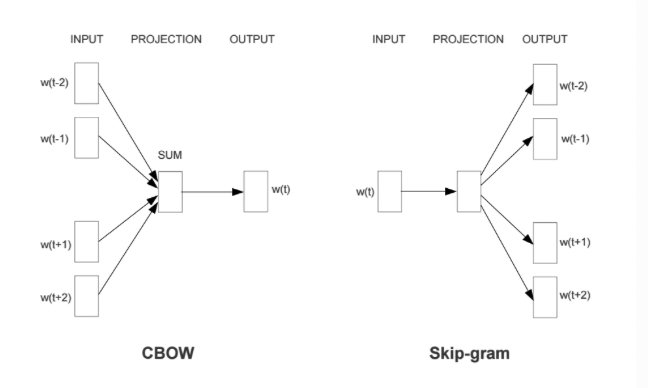 INPUT PROJECTION OUTPUT
w(t-2)
w(t-1)
SUM
w(t)
w(t+1)
w(t+2)
CBOW
INPUT PROJECTION OUTPUT
w(t-2)
w(t-1)
w(t)
w(t+1)
w(t+2)
Skip-gram